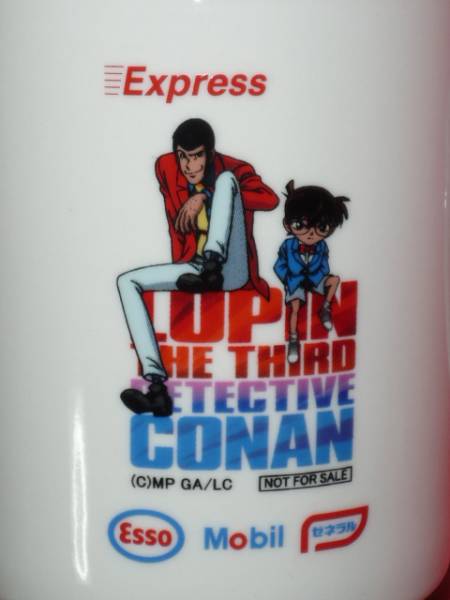 Express
LUPIN
THE THIRD
DETECTIVE
CONAN
(C)MP GA/LC NOT FOR SALE
Esso Mobil ゼネラル